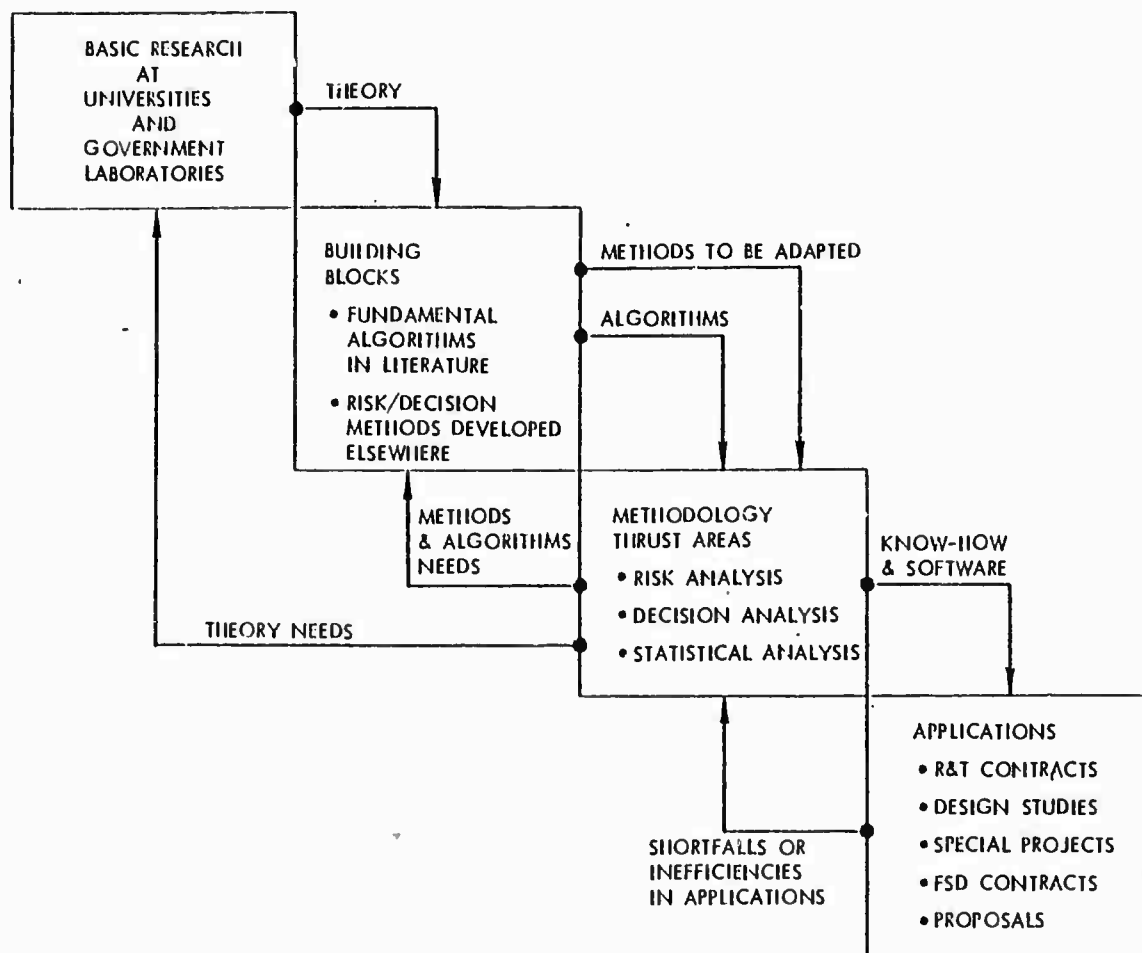 BASIC RESEARCH
AT
UNIVERSITIES
AND
GOVERNMENT
LABORATORIES
THEORY
BUILDING
BLOCKS
• FUNDAMENTAL
ALGORITHMS
IN LITERATURE
• RISK/DECISION
METHODS DEVELOPED
ELSEWHERE
METHODS TO BE ADAPTED
ALGORITHMS
METHODS
& ALGORITHMS
NEEDS
THEORY NEEDS
METHODOLOGY
THRUST AREAS
• RISK ANALYSIS
• DECISION ANALYSIS
• STATISTICAL ANALYSIS
KNOW-HOW
& SOFTWARE
SHORTFALLS OR
INEFFICIENCIES
IN APPLICATIONS
APPLICATIONS
• R&T CONTRACTS
• DESIGN STUDIES
• SPECIAL PROJECTS
• FSD CONTRACTS
• PROPOSALS